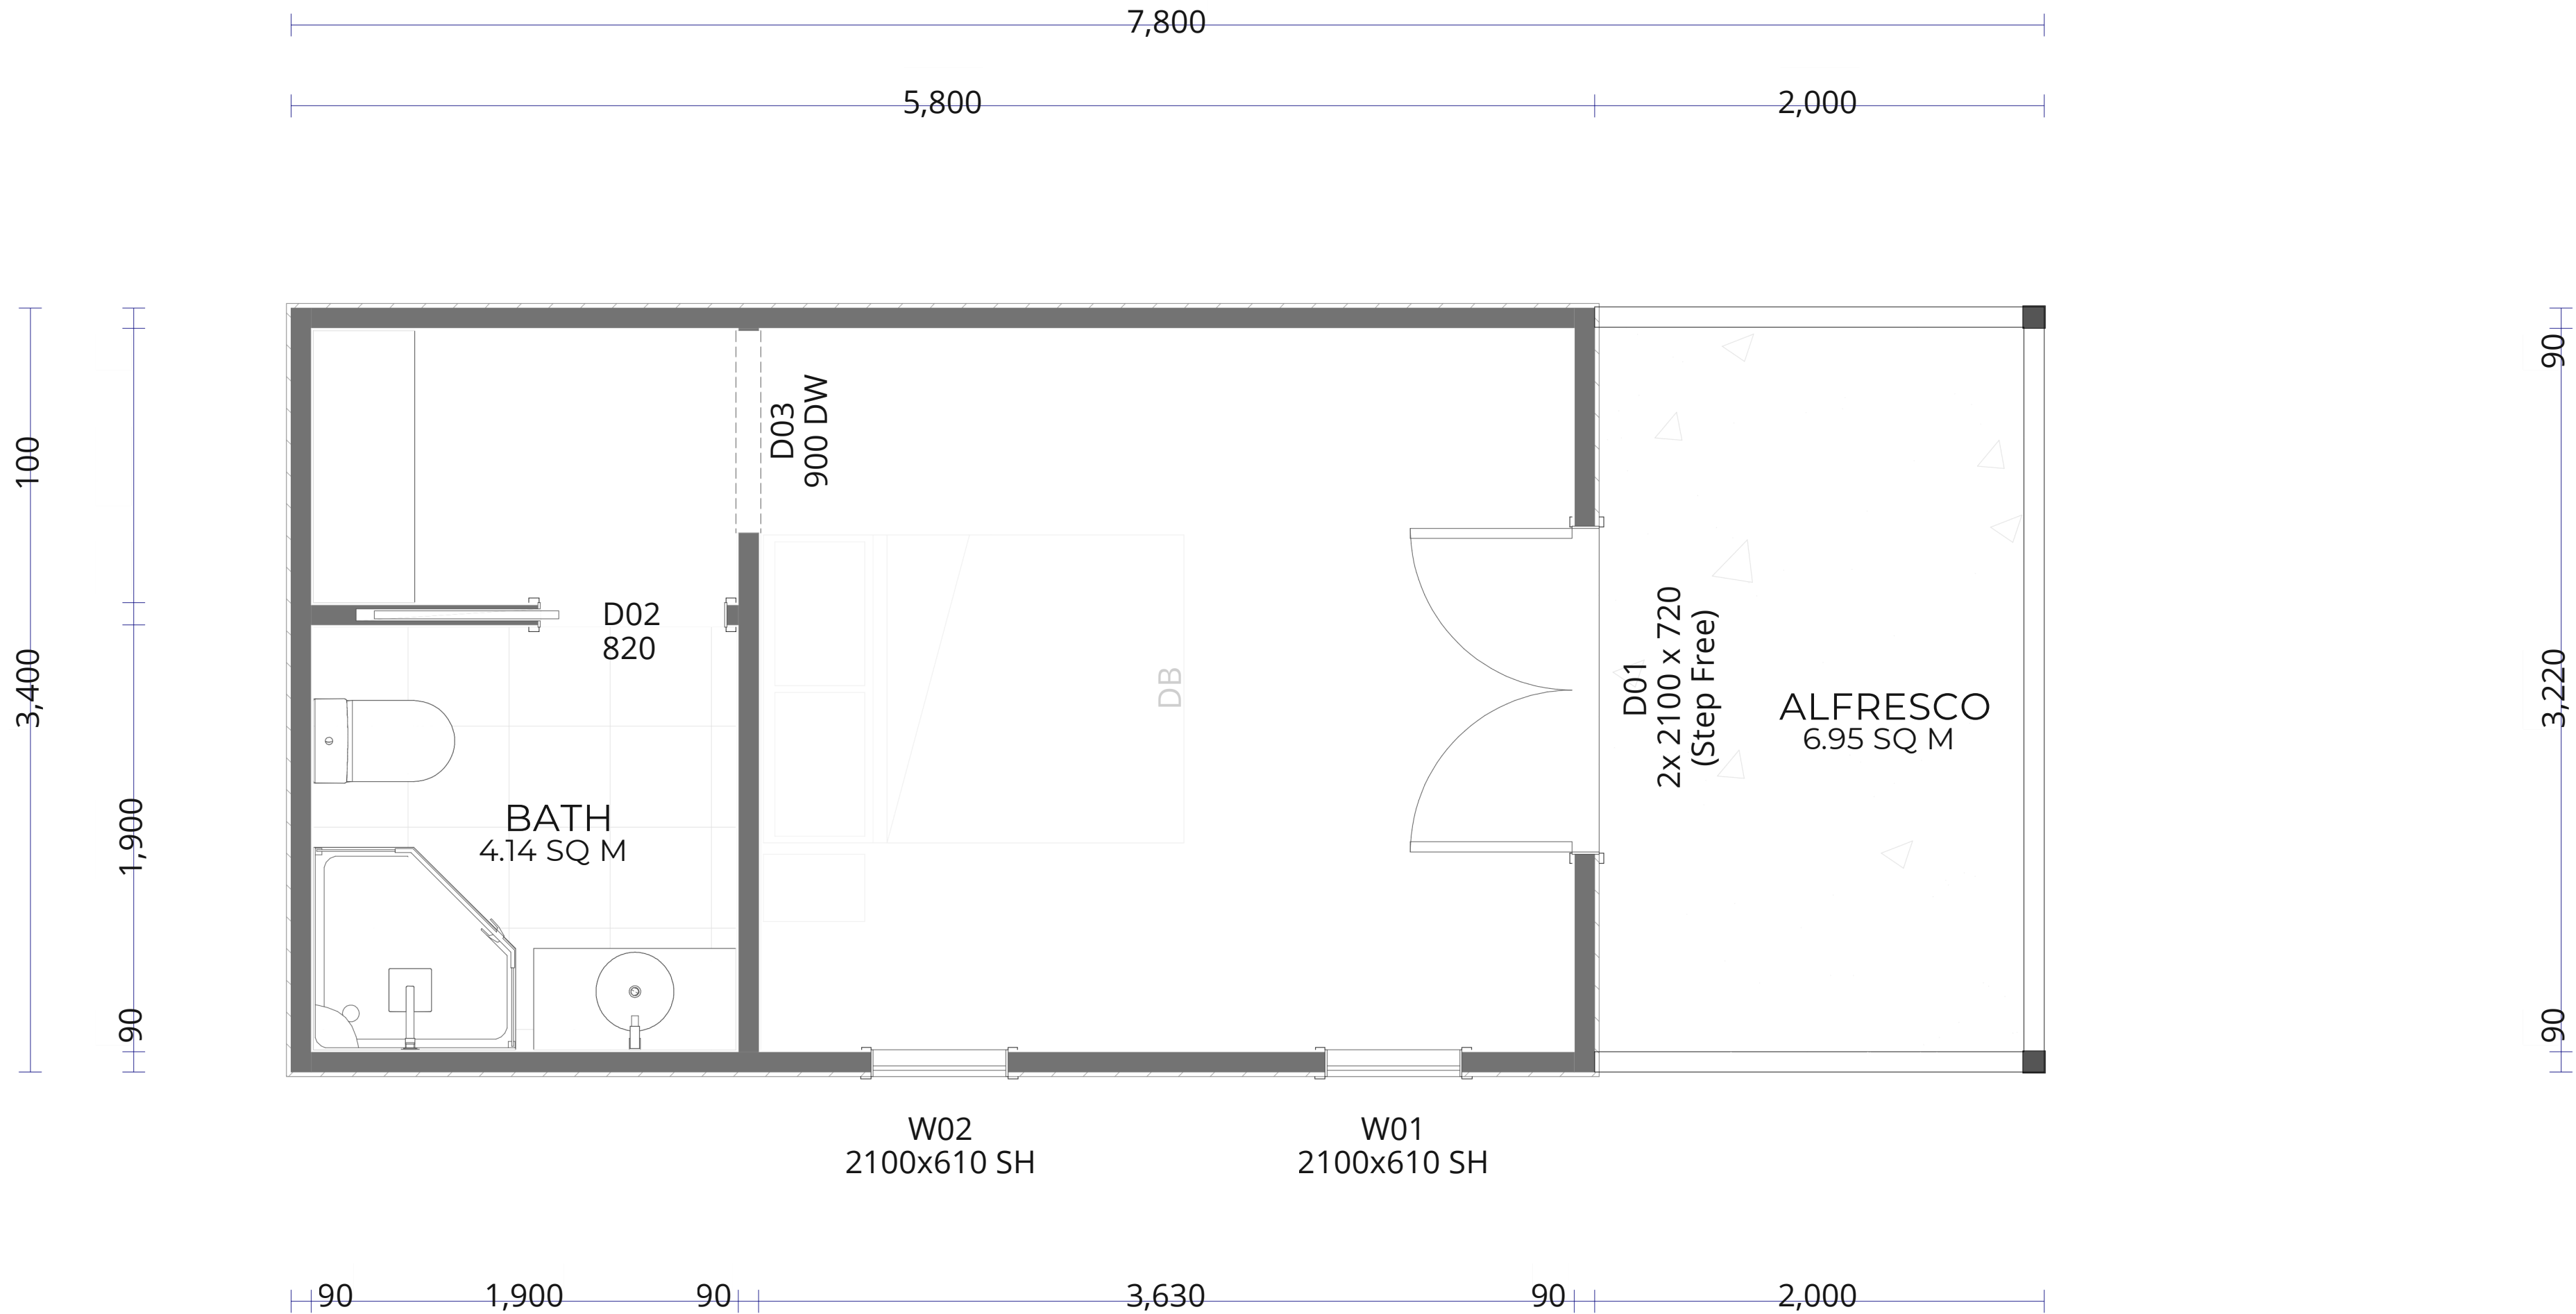 7,800
5,800
2,000
90
100
D03
900 DW
D02
820
DB
D01
2x 2100 x 720
(Step Free)
ALFRESCO
6.95 SQ M
3,400
3,220
BATH
4.14 SQ M
1,900
90
90
W02
2100x610 SH
W01
2100x610 SH
90
1,900
90
3,630
90
2,000